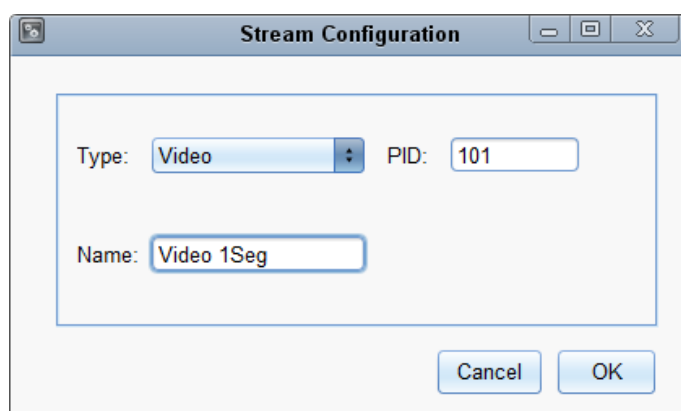 Stream Configuration
Type: Video PID: 101
Name: Video 1Seg
Cancel OK